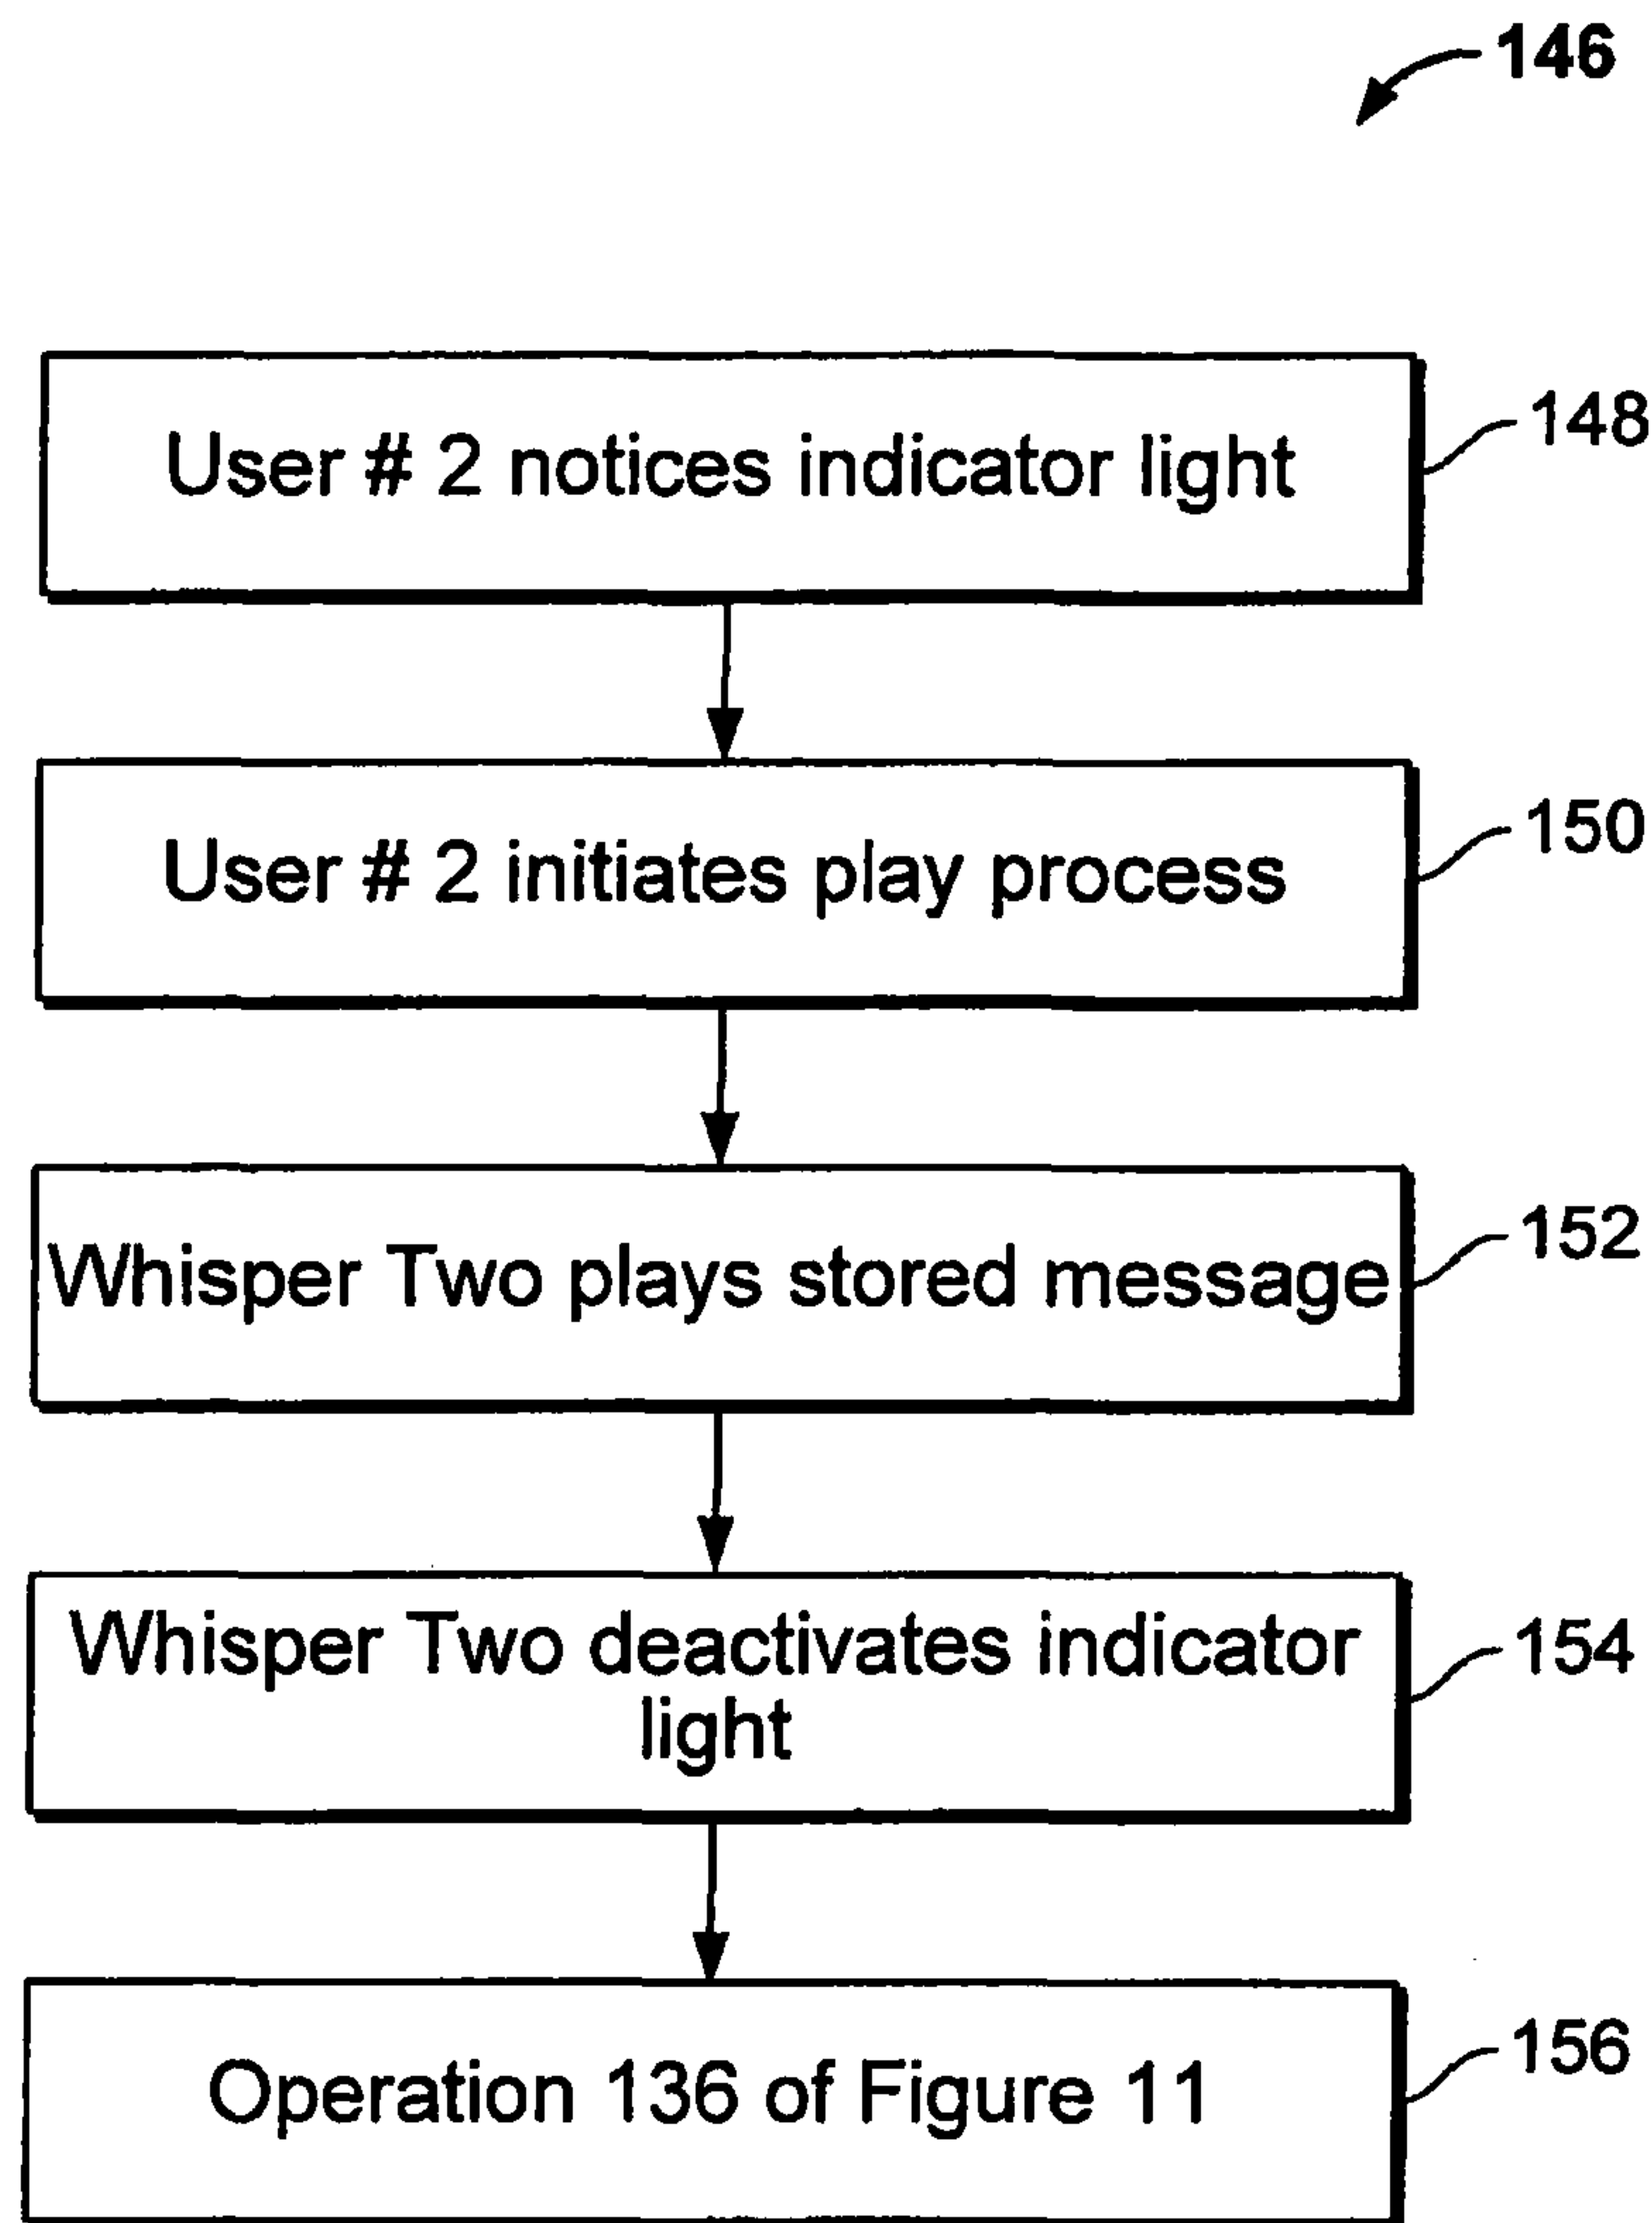 146
User # 2 notices indicator light
148
User # 2 initiates play process
150
Whisper Two plays stored message
152
Whisper Two deactivates indicator
light
154
Operation 136 of Figure 11
156